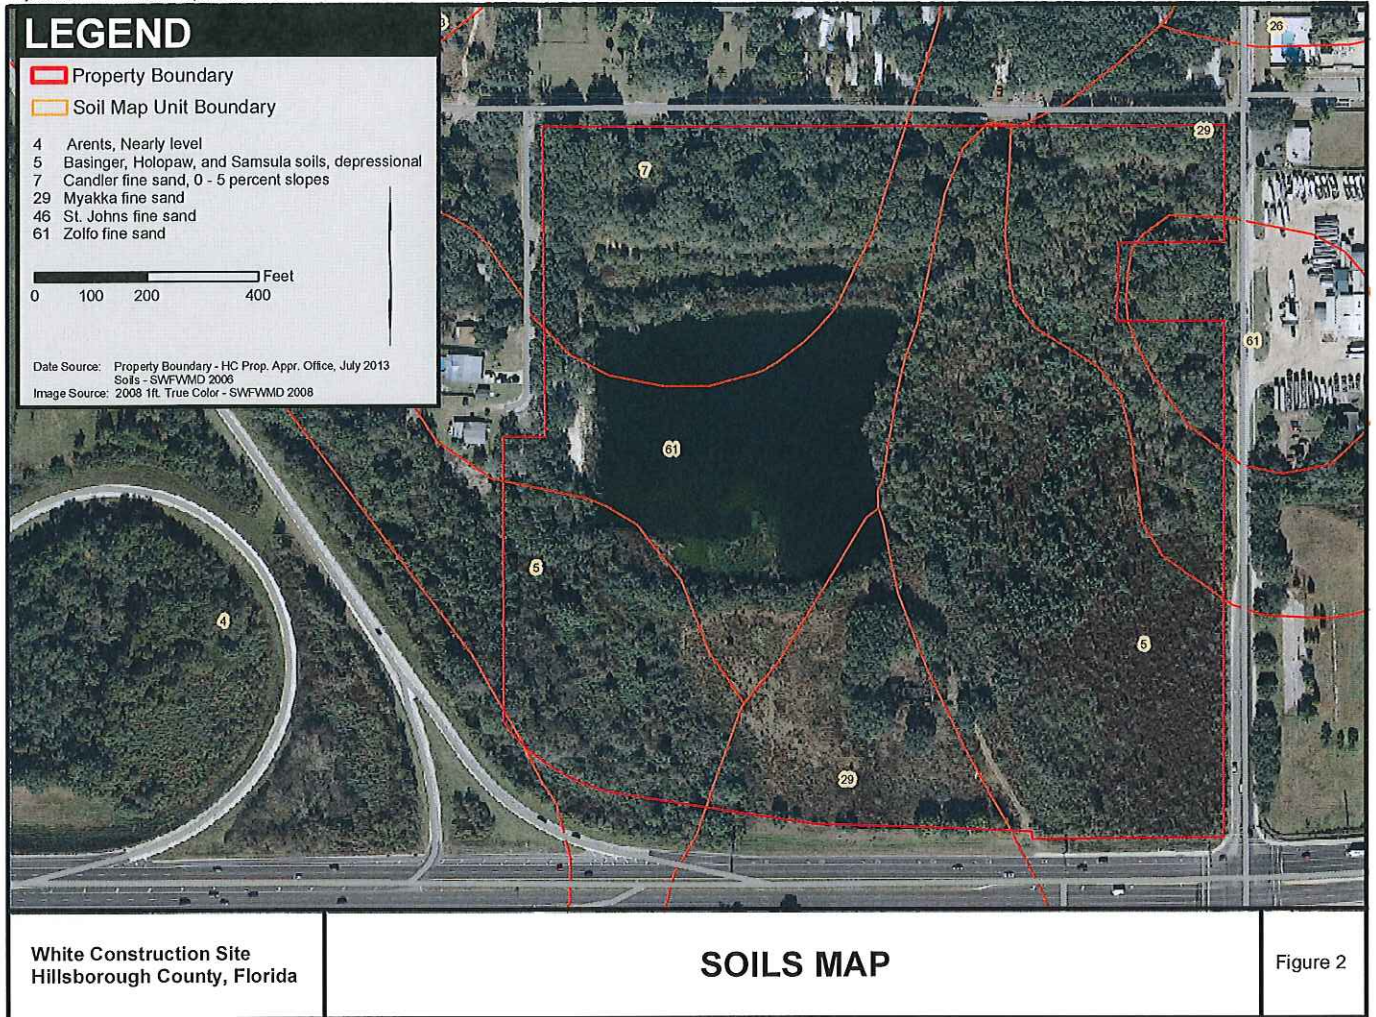 LEGEND
Property Boundary
Soil Map Unit Boundary
4 Arents, Nearly level
5 Basinger, Holopaw, and Samsula soils, depressional
7 Candler fine sand, 0 - 5 percent slopes
29 Myakka fine sand
46 St. Johns fine sand
61 Zolfo fine sand
Feet
0 100 200 400
Date Source: Property Boundary - HC Prop. Appr. Office, July 2013
Soils - SWFWMD 2006
Image Source: 2008 1ft. True Color - SWFWMD 2008
26
29
7
61
61
5
4
5
29
White Construction Site
Hillsborough County, Florida
SOILS MAP
Figure 2